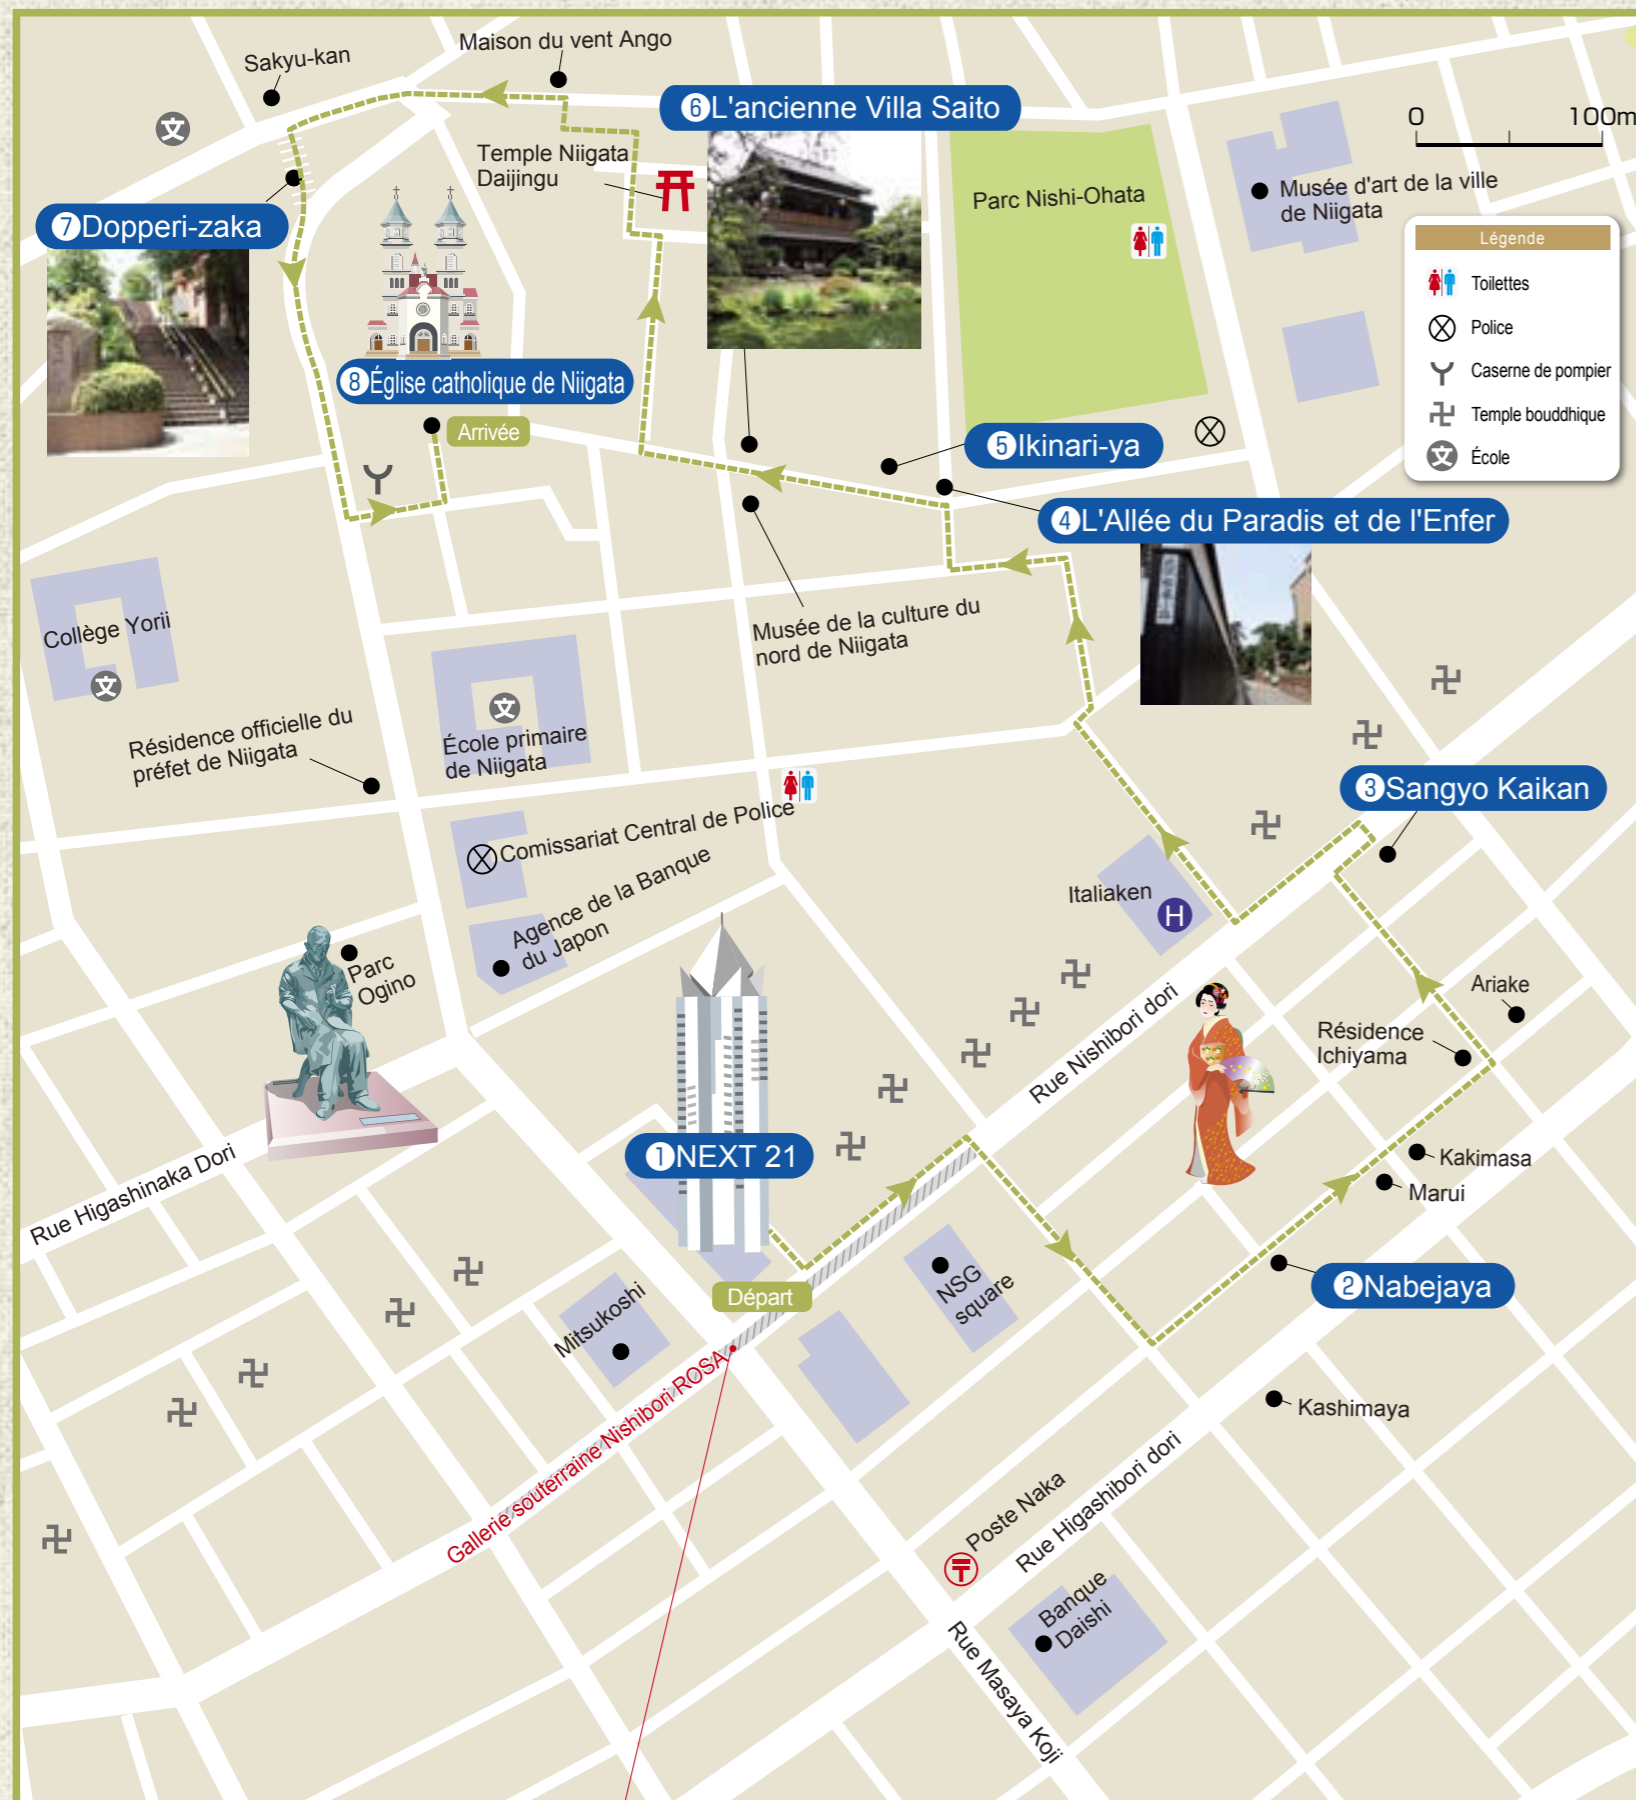 Sakyu-kan
Maison du vent Ango
⑥L'ancienne Villa Saito
0 100m
文
Temple Niigata
Daijingu
Parc Nishi-Ohata
Musée d'art de la ville
de Niigata
⑦Dopperi-zaka
Légende
Toilettes
Police
Caserne de pompier
Temple bouddhique
文
École
⑧Église catholique de Niigata
Arrivée
⑤Ikinari-ya
④L'Allée du Paradis et de l'Enfer
Musée de la culture du
nord de Niigata
Collège Yorii
文
文
École primaire
de Niigata
Résidence officielle du
préfet de Niigata
③Sangyo Kaikan
Comissariat Central de Police
Agence de la Banque
du Japon
Italiaken
H
Parc
Ogino
Ariake
Résidence
Ichiyama
Rue Nishibori dori
①NEXT 21
Kakimasa
Marui
Rue Higashinaka Dori
②Nabejaya
NSG
square
Départ
Mitsukoshi
Gallerie souterraine Nishibori ROSA
Kashimaya
Poste Naka
Rue Higashibori dori
Banque
Daishi
Rue Masaya Koji